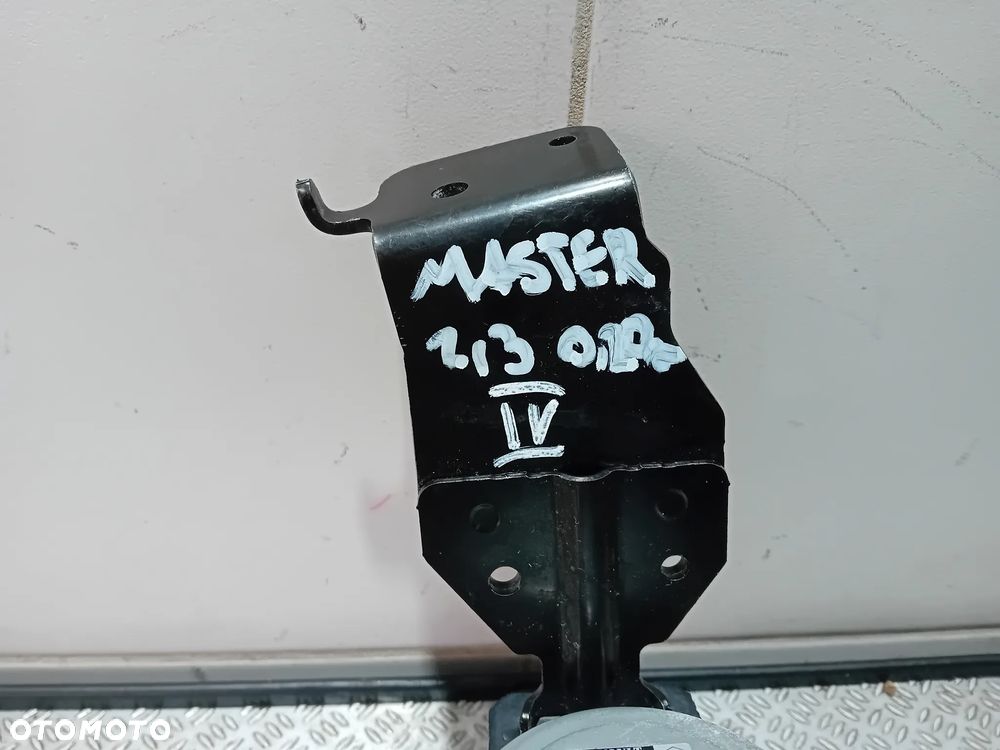 MASTER
2,3
IV
OTOMOTO